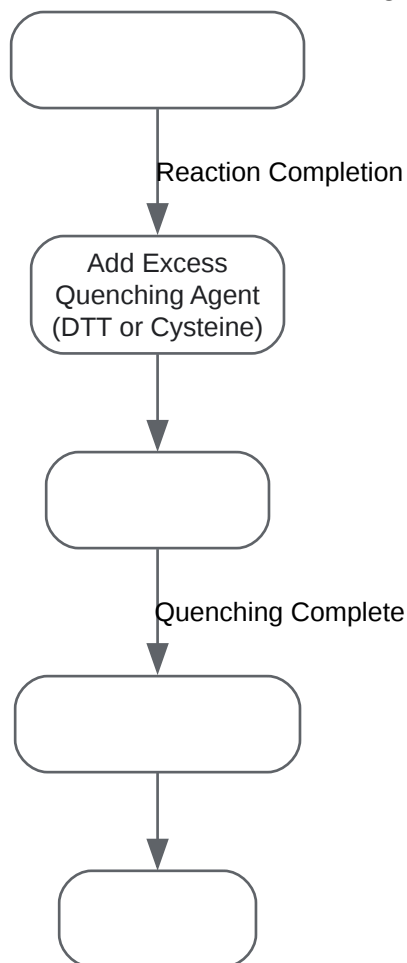 Reaction Completion
Add Excess
Quenching Agent
(DTT or Cysteine)
Quenching Complete